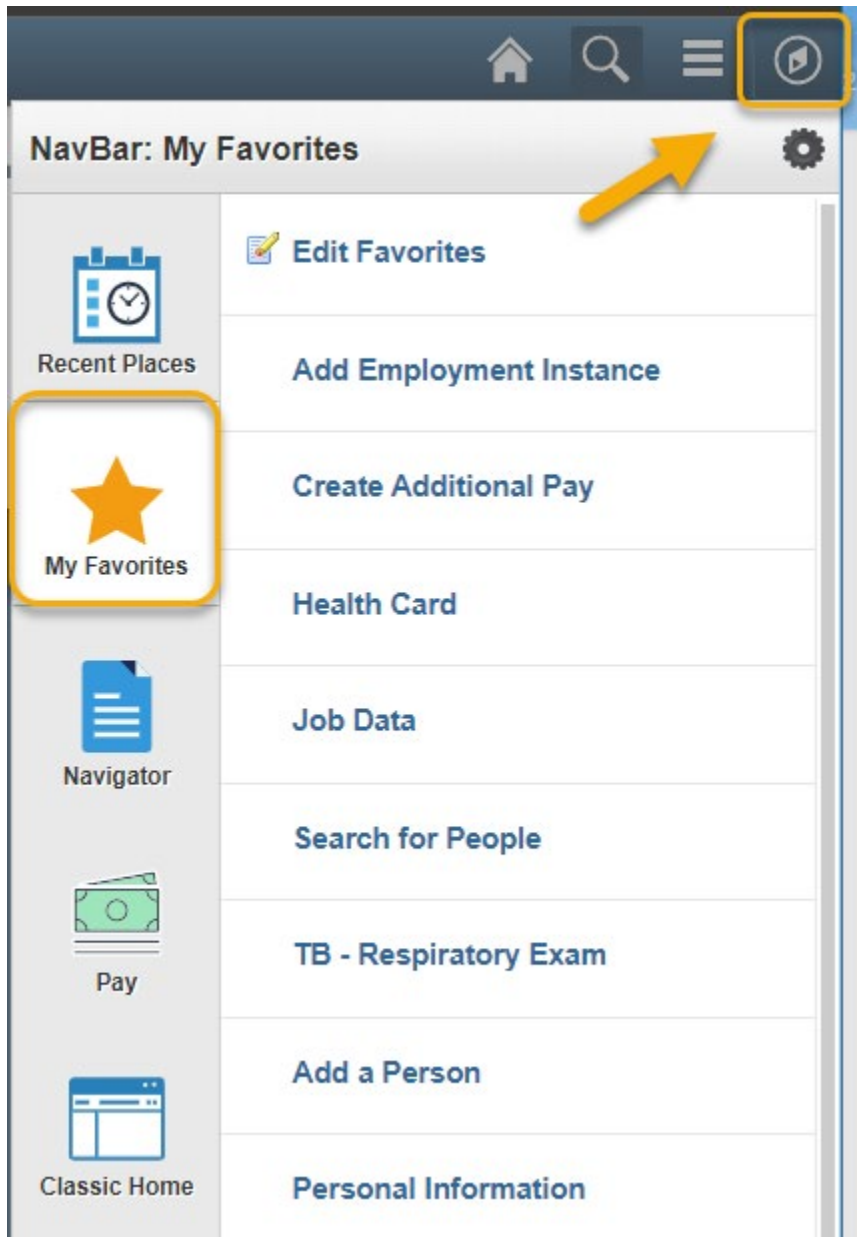 NavBar: My Favorites
Recent Places
My Favorites
Navigator
Pay
Classic Home
Edit Favorites
Add Employment Instance
Create Additional Pay
Health Card
Job Data
Search for People
TB - Respiratory Exam
Add a Person
Personal Information